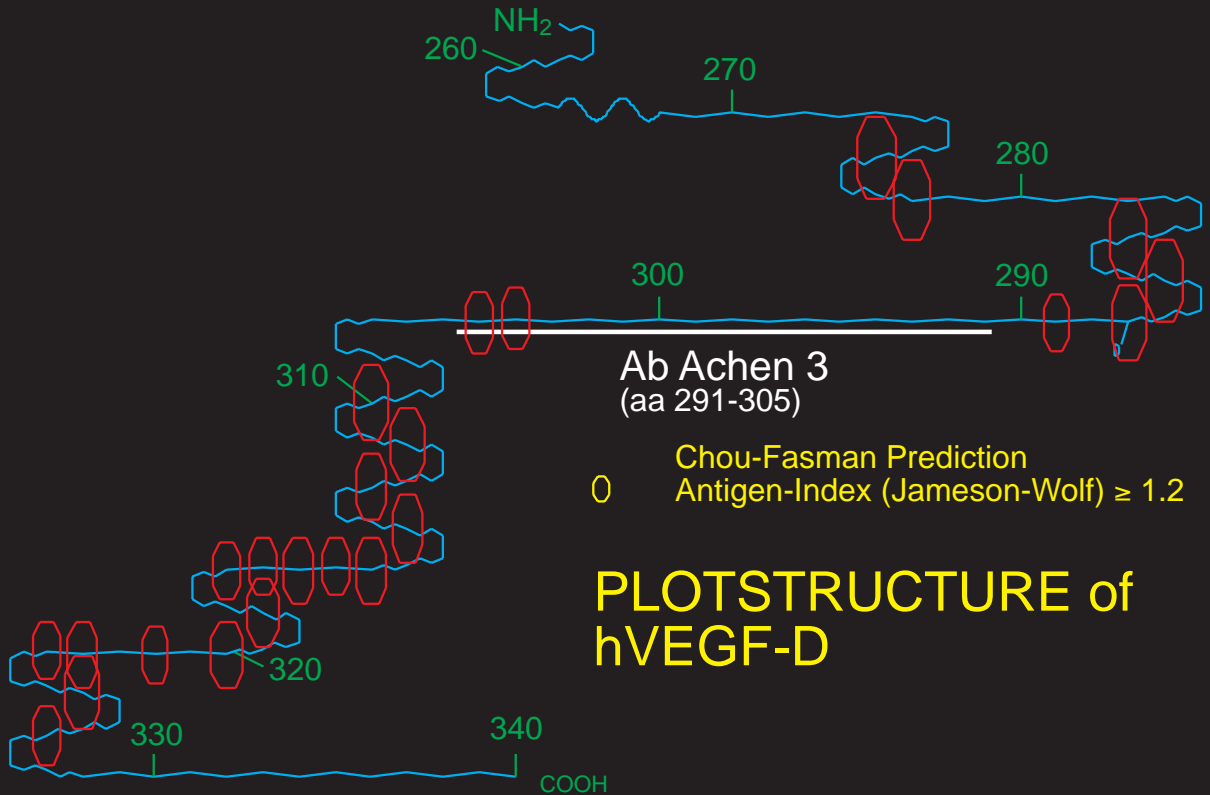 NH₂
260
270
280
300
290
Ab Achen 3
(aa 291-305)
310
Chou-Fasman Prediction
Antigen-Index (Jameson-Wolf) ≥ 1.2
PLOTSTRUCTURE of
hVEGF-D
320
330
340
COOH